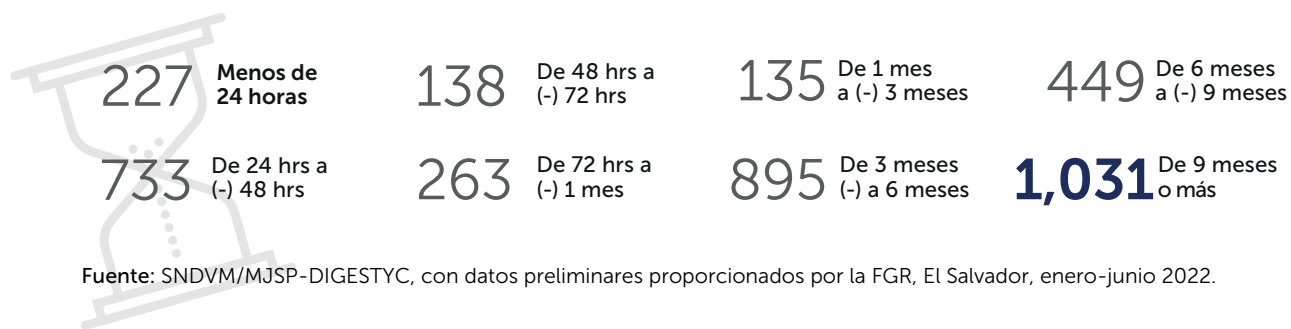 227 Menos de
24 horas
733 De 24 hrs a
(-) 48 hrs
138 De 48 hrs a
(-) 72 hrs
263 De 72 hrs a
(-) 1 mes
135 De 1 mes
a (-) 3 meses
895 De 3 meses
(-) a 6 meses
449 De 6 meses
a (-) 9 meses
1,031 De 9 meses
o más
Fuente: SNDVM/MJSP-DIGESTYC, con datos preliminares proporcionados por la FGR, El Salvador, enero-junio 2022.